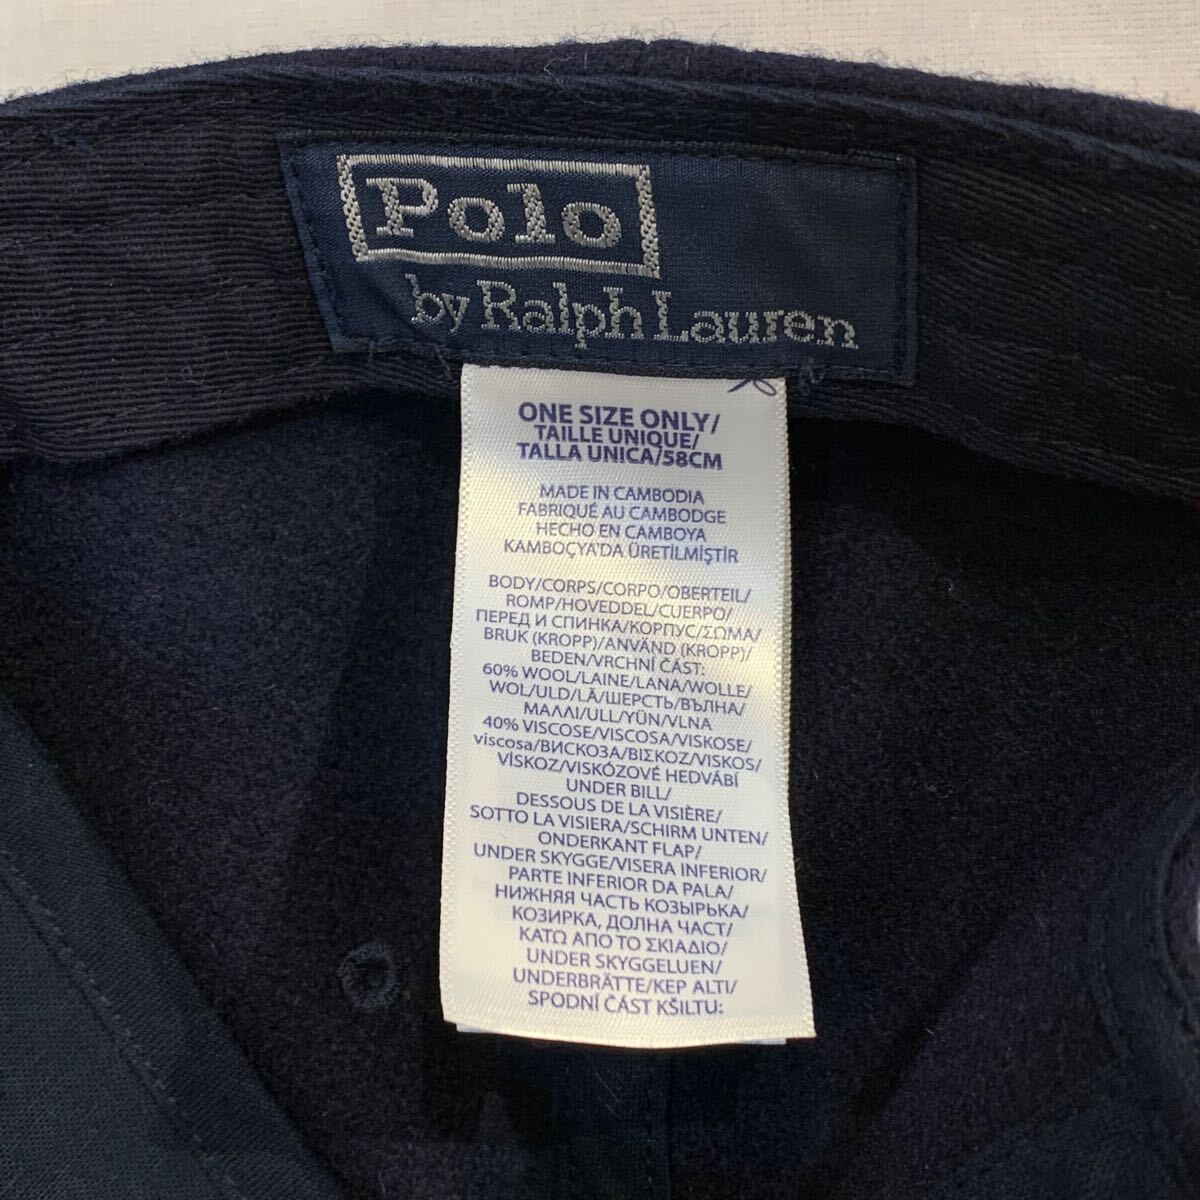 Polo
by Ralph Lauren
ONE SIZE ONLY/
TAILLE UNIQUE/
TALLA UNICA/58CM
MADE IN CAMBODIA
FABRIQUÉ AU CAMBODGE
HECHO EN CAMBOYA
KAMBOÇYA'DA ÜRETİLMİŞTİR
BODY/CORPS/CORPO/OBERTEIL/
ROMP/HOVEDDEL/CUERPO/
ПЕРЕД И СПИНКА/КОРПУС/ΣΩΜΑ/
BRUK (KROPP)/ANVÄND (KROPP)/
BEDEN/VRCHNÍ ČÁST:
60% WOOL/LAINE/LANA/WOLLE/
WOL/ULD/LÃ/ШЕРСТЬ/ВЪЛНА/
ΜΑΛΛΙ/ULL/YÜN/VLNA
40% VISCOSE/VISCOSA/VISKOSE/
viscosa/ВИСКОЗА/ΒΙΣΚΟΖ/VISKOS/
VİSKOZ/VISKÓZOVÉ HEDVÁBÍ
UNDER BILL/
DESSOUS DE LA VISIÈRE/
SOTTO LA VISIERA/SCHIRM UNTEN/
ONDERKANT FLAP/
UNDER SKYGGE/VISERA INFERIOR/
PARTE INFERIOR DA PALA/
НИЖНЯЯ ЧАСТЬ КОЗЫРЬКА/
КОЗИРКА, ДОЛНА ЧАСТ/
ΚΑΤΩ ΑΠΟ ΤΟ ΣΚΙΑΔΙΟ/
UNDER SKYGGELUEN/
UNDERBRÄTTE/KEP ALTI/
SPODNÍ ČÁST KŠILTU: